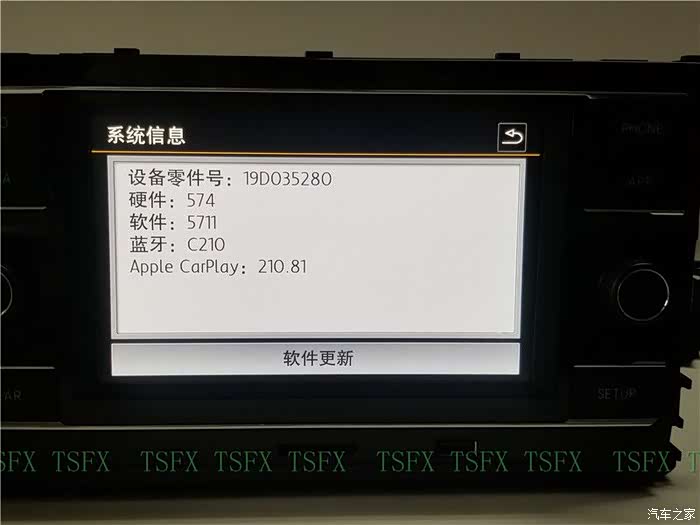 系统信息
PHONE
设备零件号：19D035280
硬件：574
软件：5711
蓝牙：C210
Apple CarPlay：210.81
软件更新
SETUP
TSFX TSFX TSFX TSFX TSFX TSFX TSFX TSFX
汽车之家